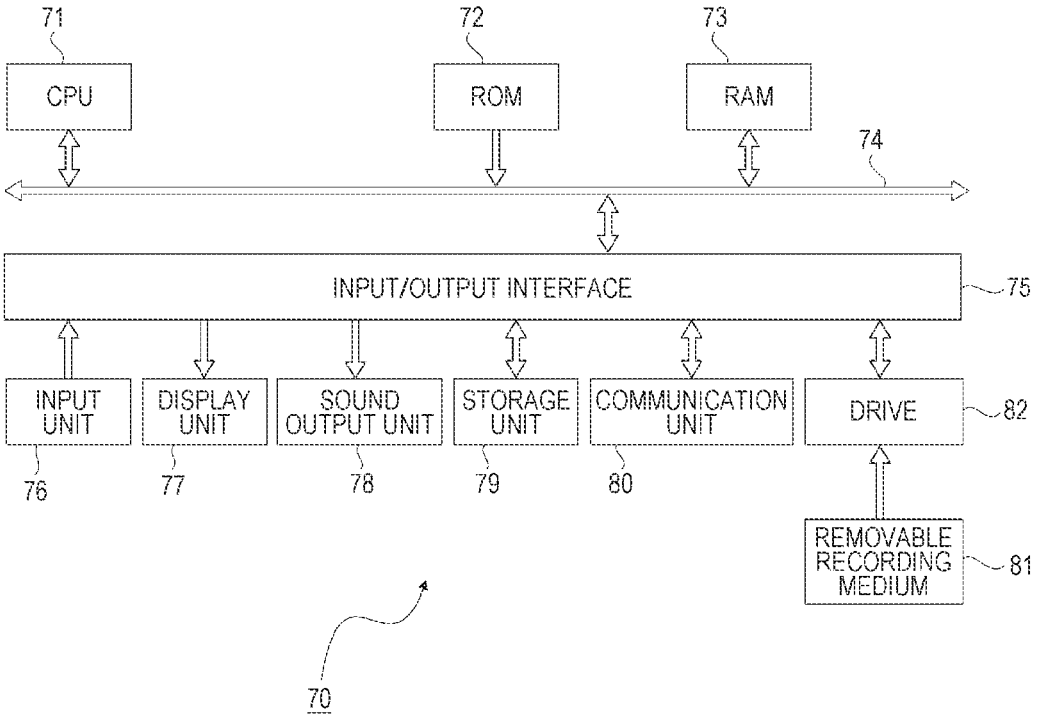 71
72
73
CPU
ROM
RAM
74
INPUT/OUTPUT INTERFACE
75
INPUT
UNIT
DISPLAY
UNIT
SOUND
OUTPUT UNIT
STORAGE
UNIT
COMMUNICATION
UNIT
DRIVE
82
76
77
78
79
80
REMOVABLE
RECORDING
MEDIUM
81
70